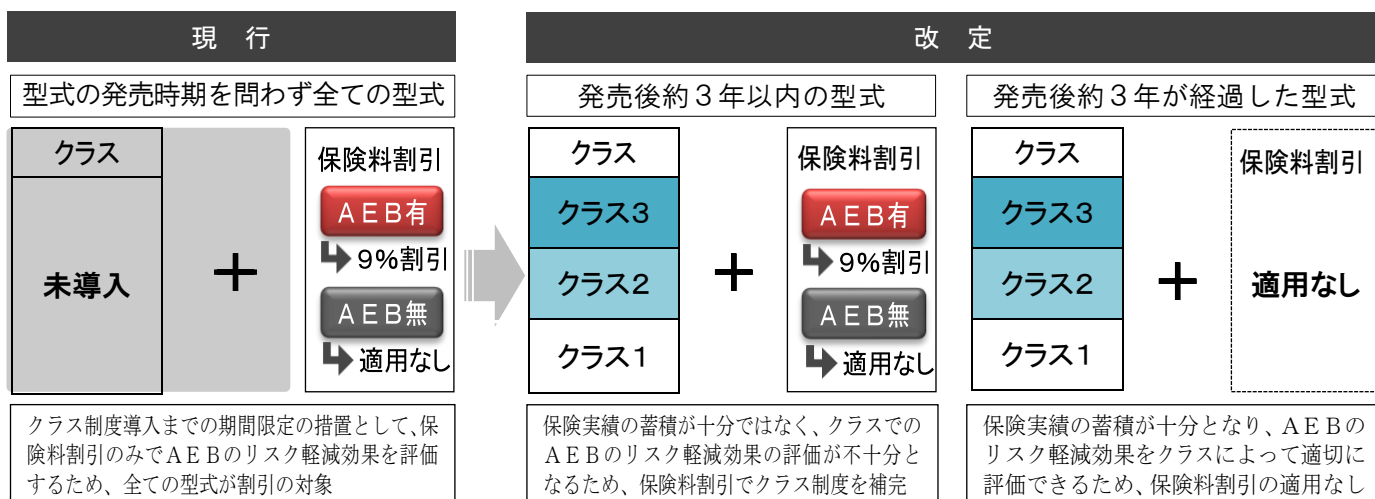 現 行
改 定
型式の発売時期を問わず全ての型式
クラス
未導入
＋
保険料割引
ＡＥＢ有
9%割引
ＡＥＢ無
適用なし
クラス制度導入までの期間限定の措置として、保
険料割引のみでＡＥＢのリスク軽減効果を評価
するため、全ての型式が割引の対象
発売後約３年以内の型式
クラス
クラス3
クラス2
クラス1
＋
保険料割引
ＡＥＢ有
9%割引
ＡＥＢ無
適用なし
保険実績の蓄積が十分ではなく、クラスでの
ＡＥＢのリスク軽減効果の評価が不十分と
なるため、保険料割引でクラス制度を補完
発売後約３年が経過した型式
クラス
クラス3
クラス2
クラス1
＋
保険料割引
適用なし
保険実績の蓄積が十分となり、ＡＥＢの
リスク軽減効果をクラスによって適切に
評価できるため、保険料割引の適用なし